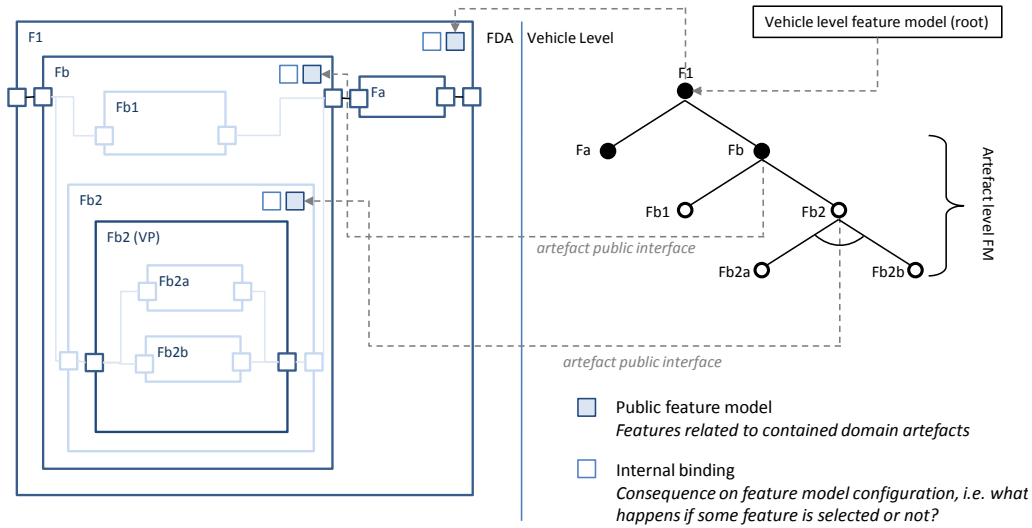 F1
FDA
Vehicle Level
Vehicle level feature model (root)
Fb
Fa
Fb1
Fb2
Fb2 (VP)
Fb2a
Fb2b
F1
Fa
Fb
Fb1
Fb2
Fb2a
Fb2b
Artefact level FM
artefact public interface
artefact public interface
Public feature model
Features related to contained domain artefacts
Internal binding
Consequence on feature model configuration, i.e. what
happens if some feature is selected or not?